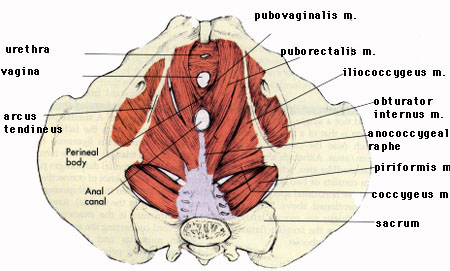 pubovaginalis m.
urethra
puborectalis m.
vagina
iliococcygeus m.
obturator
internus m.
arcus
tendineus
anococcygeal
raphe
Perineal
body
piriformis m
Anal
canal
coccygeus m
sacrum